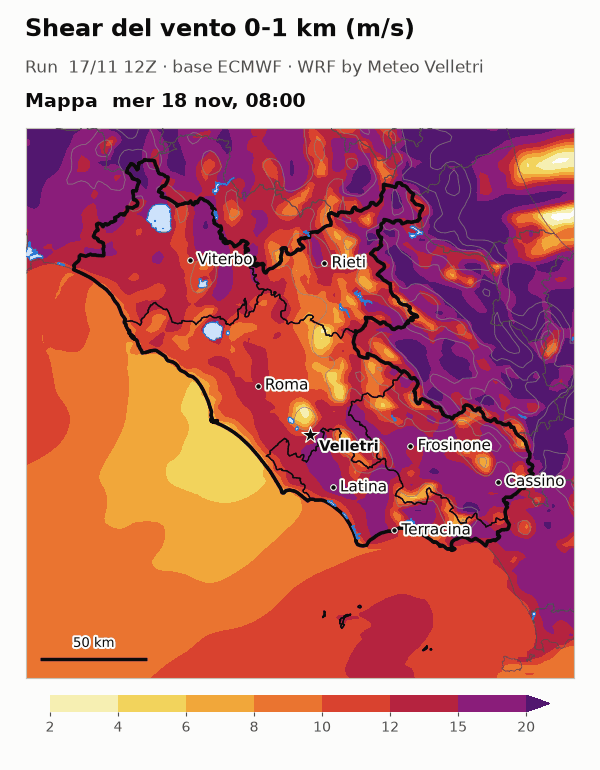 Shear del vento 0-1 km (m/s)
Run  17/11 12Z · base ECMWF · WRF by Meteo Velletri
Mappa  mer 18 nov, 08:00
Viterbo
Rieti
Roma
Velletri
Frosinone
Latina
Cassino
Terracina
50 km
2 4 6 8 10 12 15 20